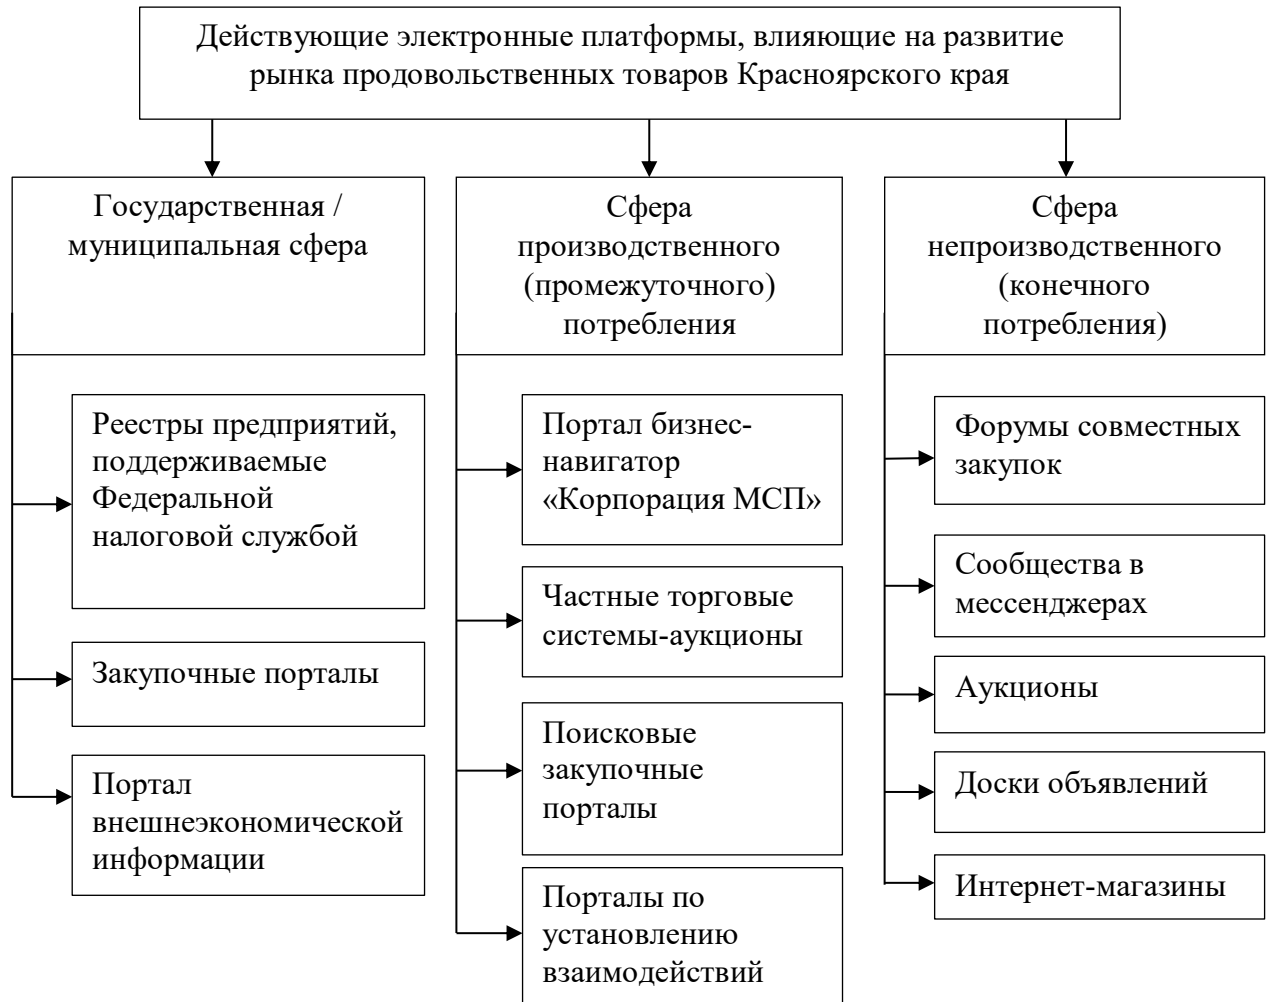 Действующие электронные платформы, влияющие на развитие
рынка продовольственных товаров Красноярского края
Государственная /
муниципальная сфера
Реестры предприятий,
поддерживаемые
Федеральной
налоговой службой
Закупочные порталы
Портал
внешнеэкономической
информации
Сфера
производственного
(промежуточного)
потребления
Портал бизнес-
навигатор
«Корпорация МСП»
Частные торговые
системы-аукционы
Поисковые
закупочные
порталы
Порталы по
установлению
взаимодействий
Сфера
непроизводственного
(конечного
потребления)
Форумы совместных
закупок
Сообщества в
мессенджерах
Аукционы
Доски объявлений
Интернет-магазины